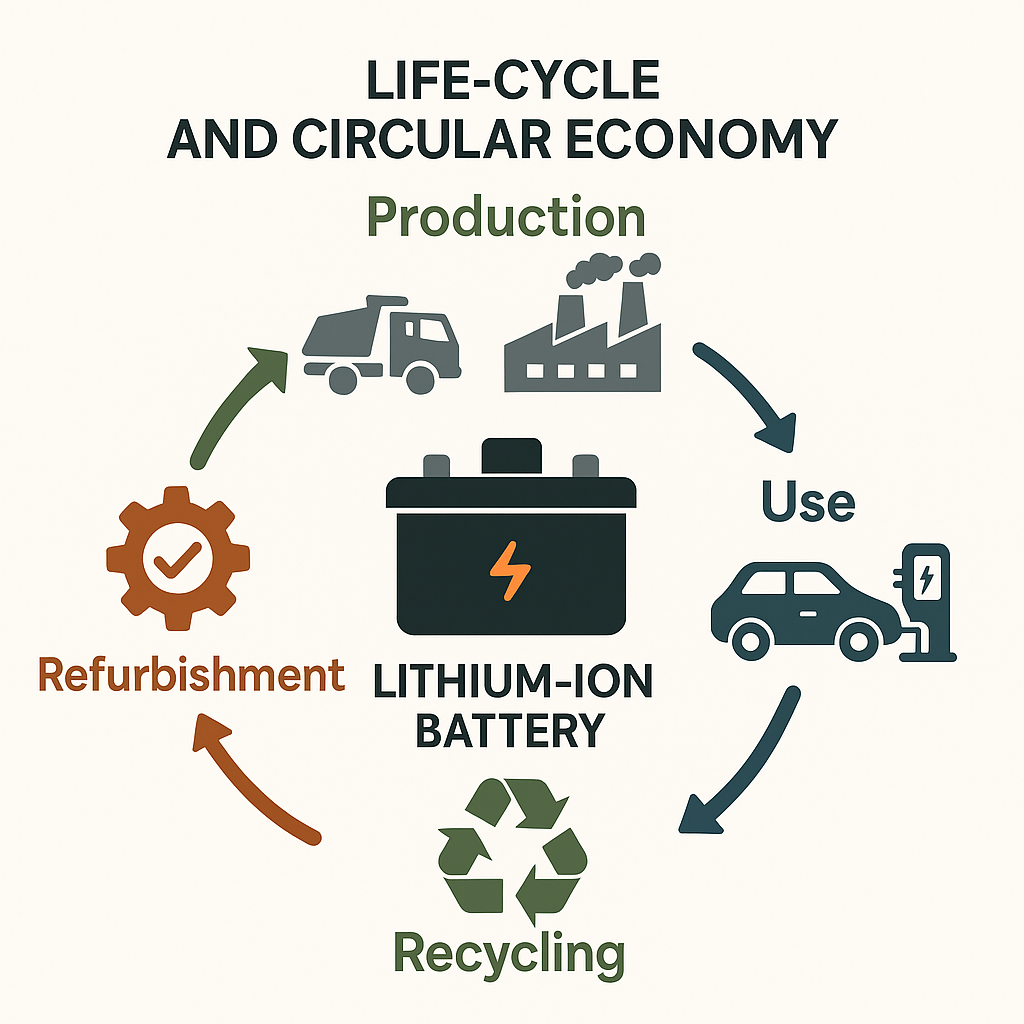 LIFE-CYCLE
AND CIRCULAR ECONOMY
Production
Use
Refurbishment
LITHIUM-ION
BATTERY
Recycling